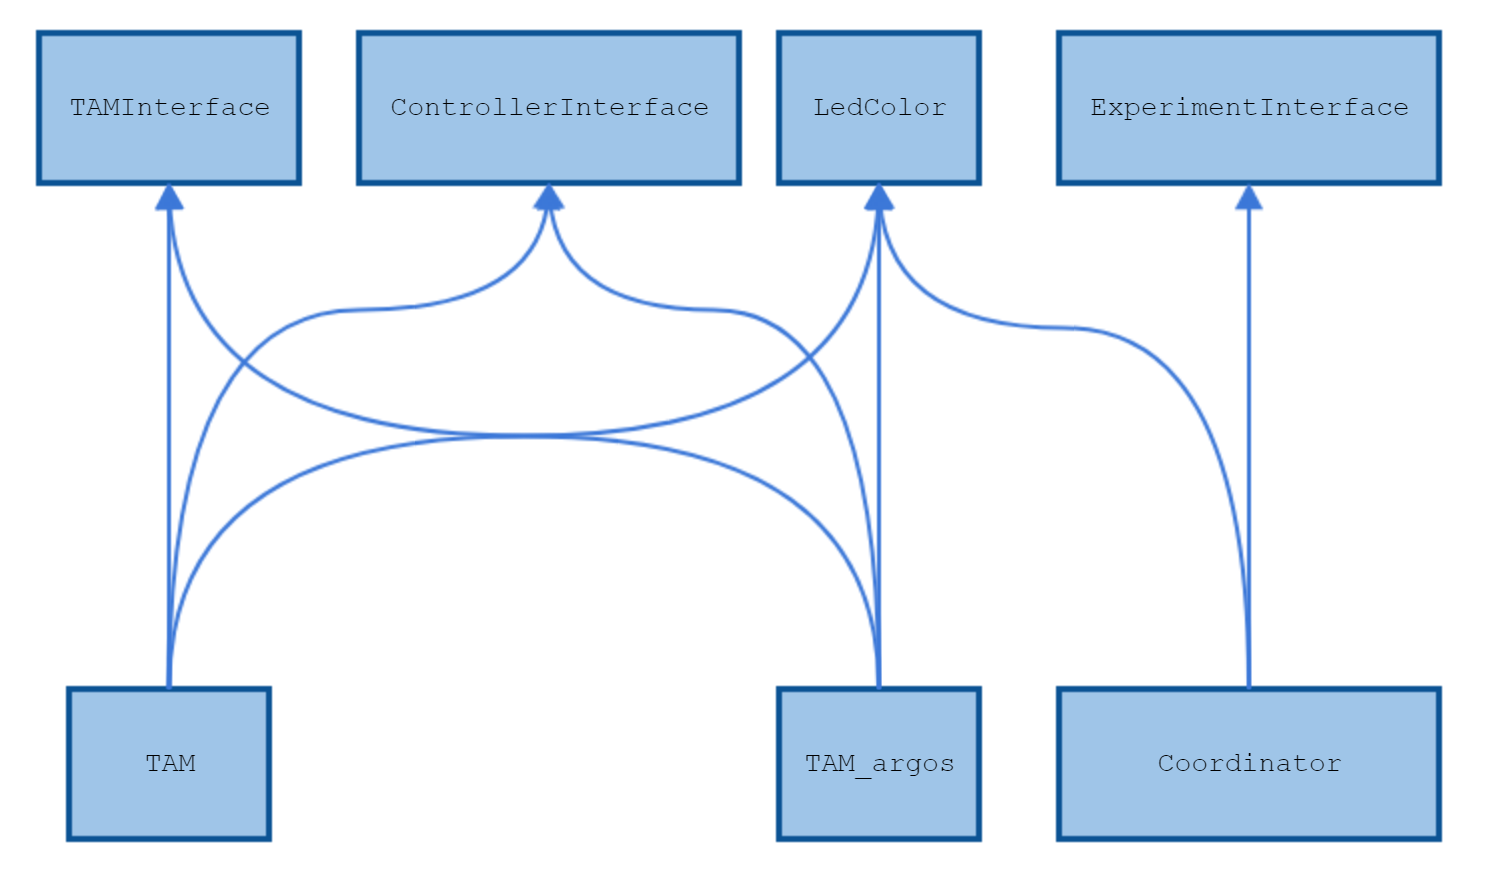 TAMInterface
ControllerInterface
LedColor
ExperimentInterface
TAM
TAM_argos
Coordinator